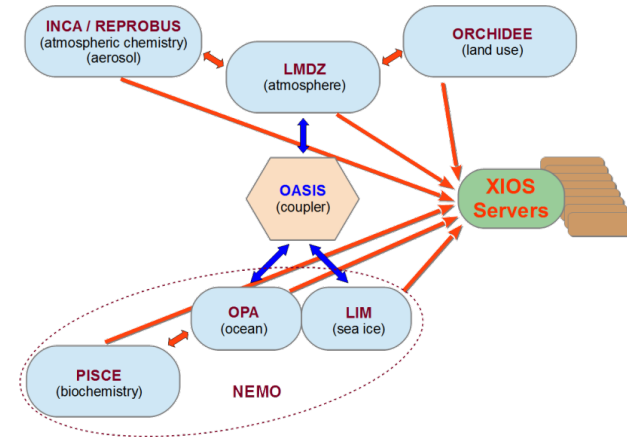 INCA / REPROBUS
(atmospheric chemistry)
(aerosol)
LMDZ
(atmosphere)
ORCHIDEE
(land use)
OASIS
(coupler)
XIOS
Servers
OPA
(ocean)
LIM
(sea ice)
PISCE
(biochemistry)
NEMO